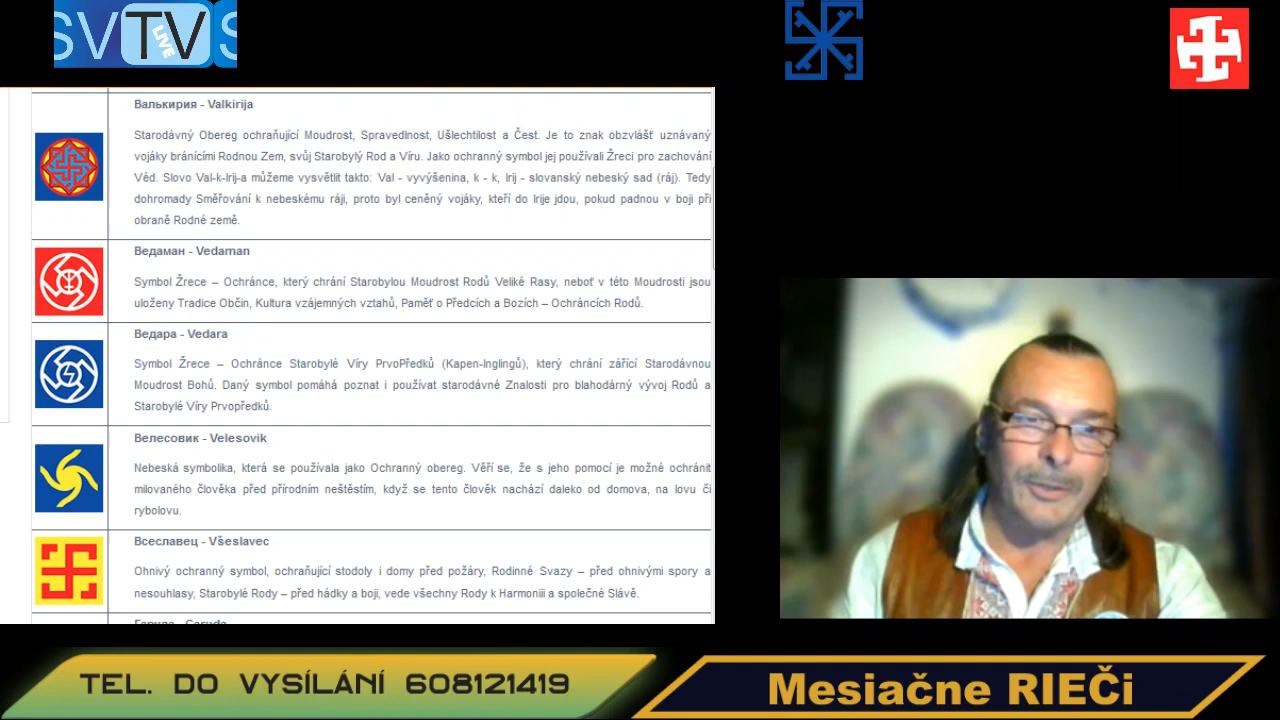 SV TV S
LIVE
Валькирия - Valkirija
Starodávný Obereg ochraňující Moudrost, Spravedlnost, Ušlechtilost a Čest. Je to znak obzvlášť uznávaný
vojáky bránícími Rodnou Zem, svůj Starobylý Rod a Víru. Jako ochranný symbol jej používali Žreci pro zachování
Véd. Slovo Val-k-Irij-a můžeme vysvětlit takto: Val - vyvýšenina, k - k, Irij - slovanský nebeský sad (ráj). Tedy
dohromady Směřování k nebeskému ráji, proto byl ceněný vojáky, kteří do Irije jdou, pokud padnou v boji při
obraně Rodné země.
Ведаман - Vedaman
Symbol Žrece – Ochránce, který chrání Starobylou Moudrost Rodů Veliké Rasy, neboť v této Moudrosti jsou
uloženy Tradice Občin, Kultura vzájemných vztahů, Paměť o Předcích a Bozích – Ochráncích Rodů.
Ведара - Vedara
Symbol Žrece – Ochránce Starobylé Víry PrvoPředků (Kapen-Inglingů), který chrání zářící Starodávnou
Moudrost Bohů. Daný symbol pomáhá poznat i používat starodávné Znalosti pro blahodárný vývoj Rodů a
Starobylé Víry Prvopředků.
Велесовик - Velesovik
Nebeská symbolika, která se používala jako Ochranný obereg. Věří se, že s jeho pomocí je možné ochránit
milovaného člověka před přírodním neštěstím, když se tento člověk nachází daleko od domova, na lovu či
rybolovu.
Всеславец - Všeslavec
Ohnivý ochranný symbol, ochraňující stodoly i domy před požáry, Rodinné Svazy – před ohnivými spory a
nesouhlasy, Starobylé Rody – před hádky a boji, vede všechny Rody k Harmonii a společné Slávě.
Гаруда - Garuda
TEL. DO VYSÍLÁNÍ 608121419
Mesiačne RIEČi